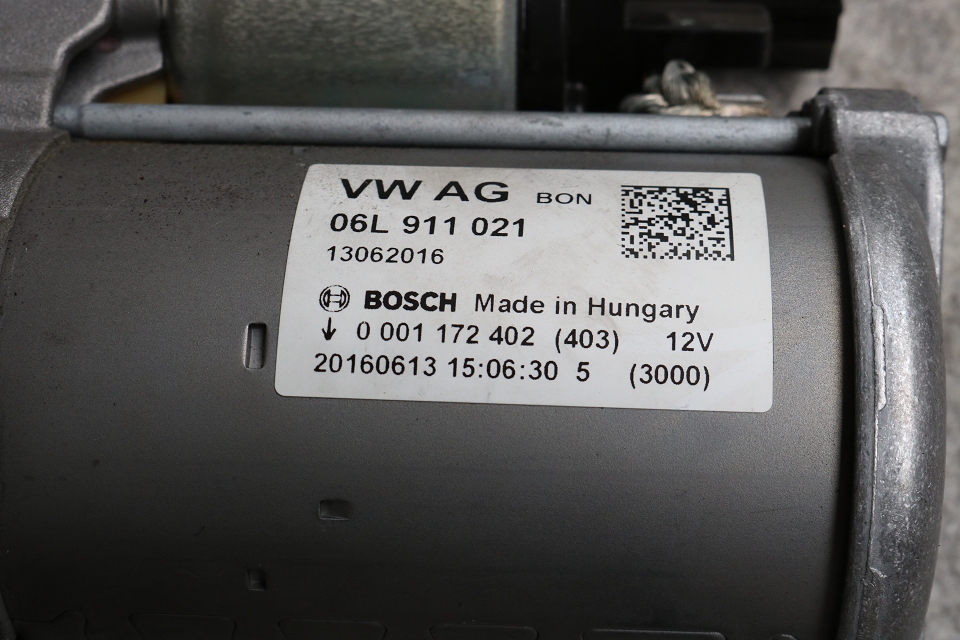 VW AG BON
06L 911 021
13062016
BOSCH Made in Hungary
↓ 0 001 172 402 (403) 12V
20160613 15:06:30 5 (3000)